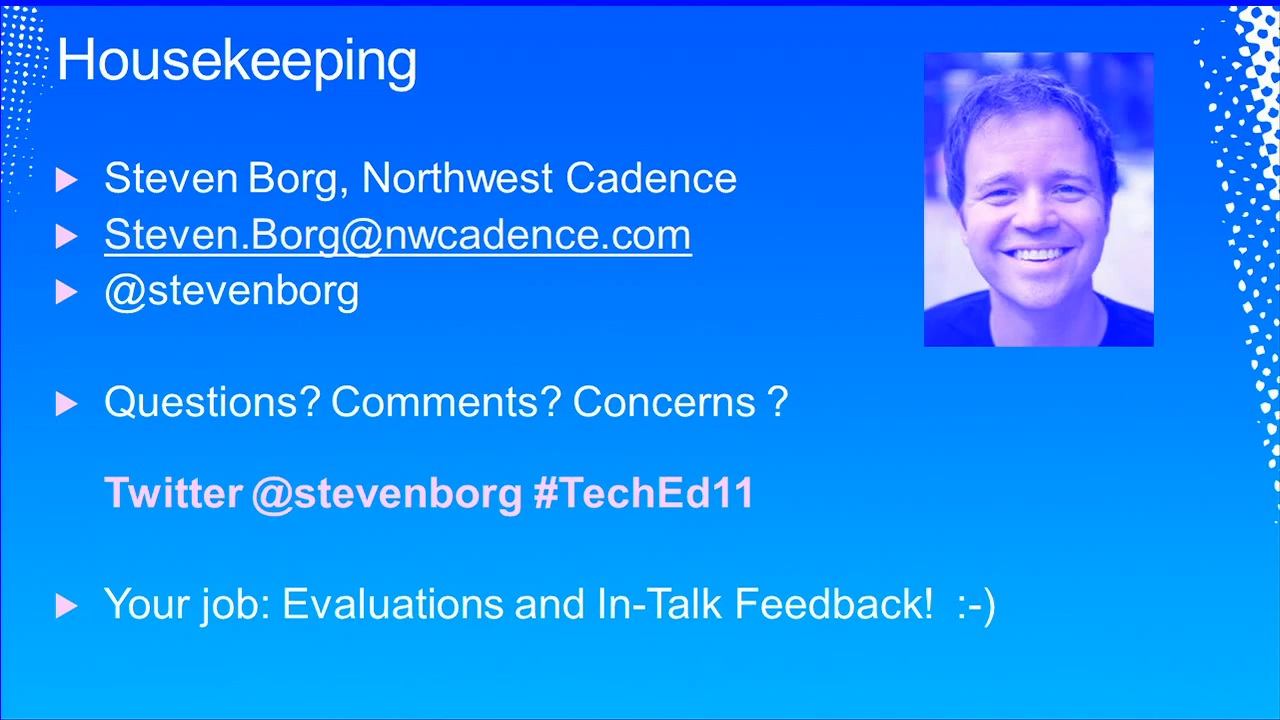 Housekeeping
Steven Borg, Northwest Cadence
Steven.Borg@nwcadence.com
@stevenborg
Questions? Comments? Concerns ?
Twitter @stevenborg #TechEd11
Your job: Evaluations and In-Talk Feedback!  :-)